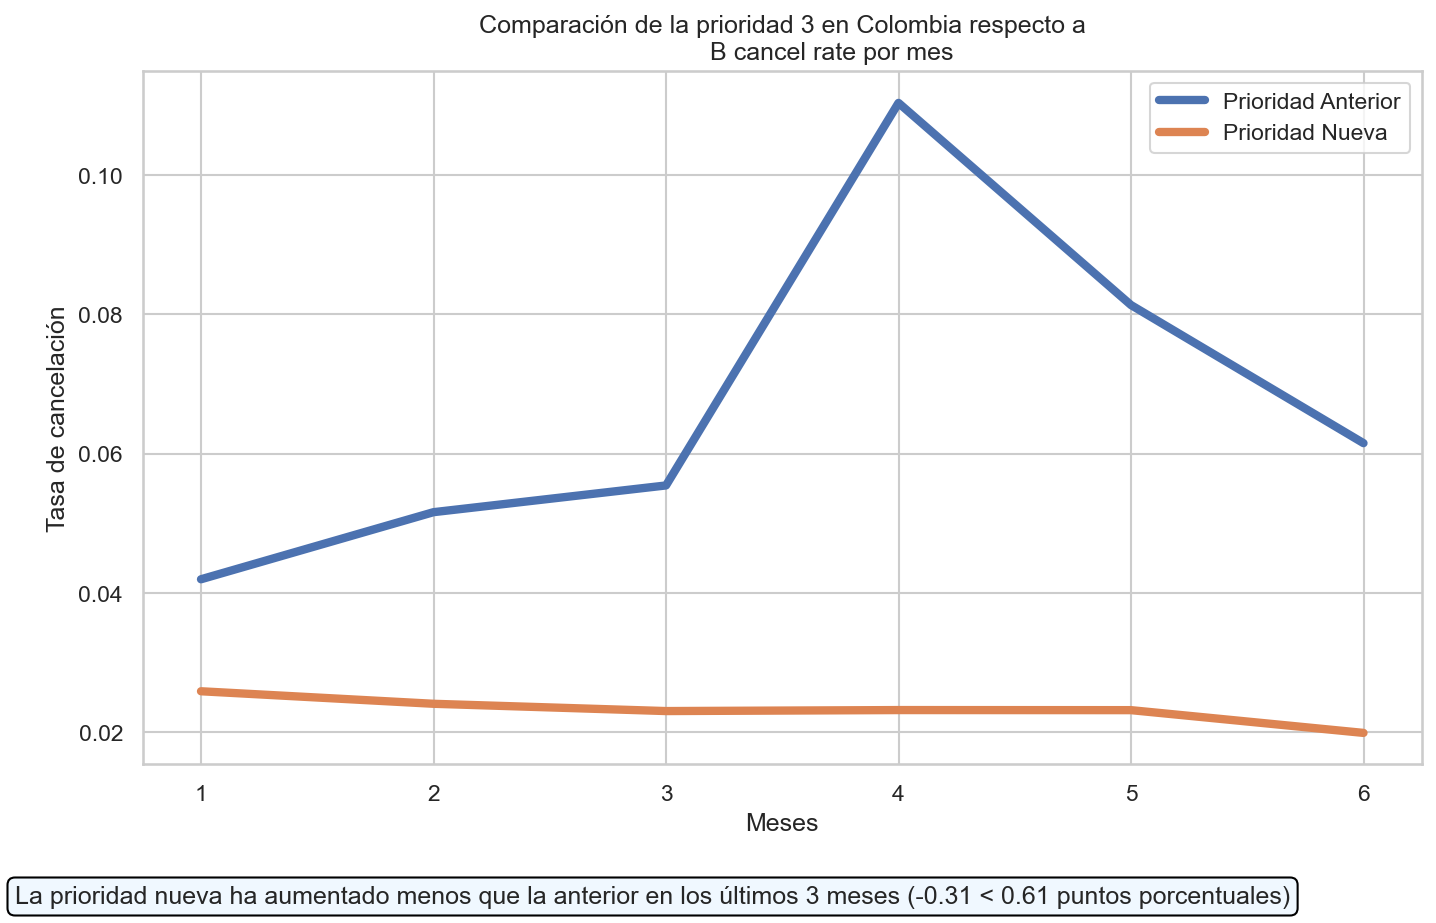 Comparación de la prioridad 3 en Colombia respecto a
B cancel rate por mes
Prioridad Anterior
Prioridad Nueva
Tasa de cancelación
0.10
0.08
0.06
0.04
0.02
1 2 3 4 5 6
Meses
La prioridad nueva ha aumentado menos que la anterior en los últimos 3 meses (-0.31 < 0.61 puntos porcentuales)